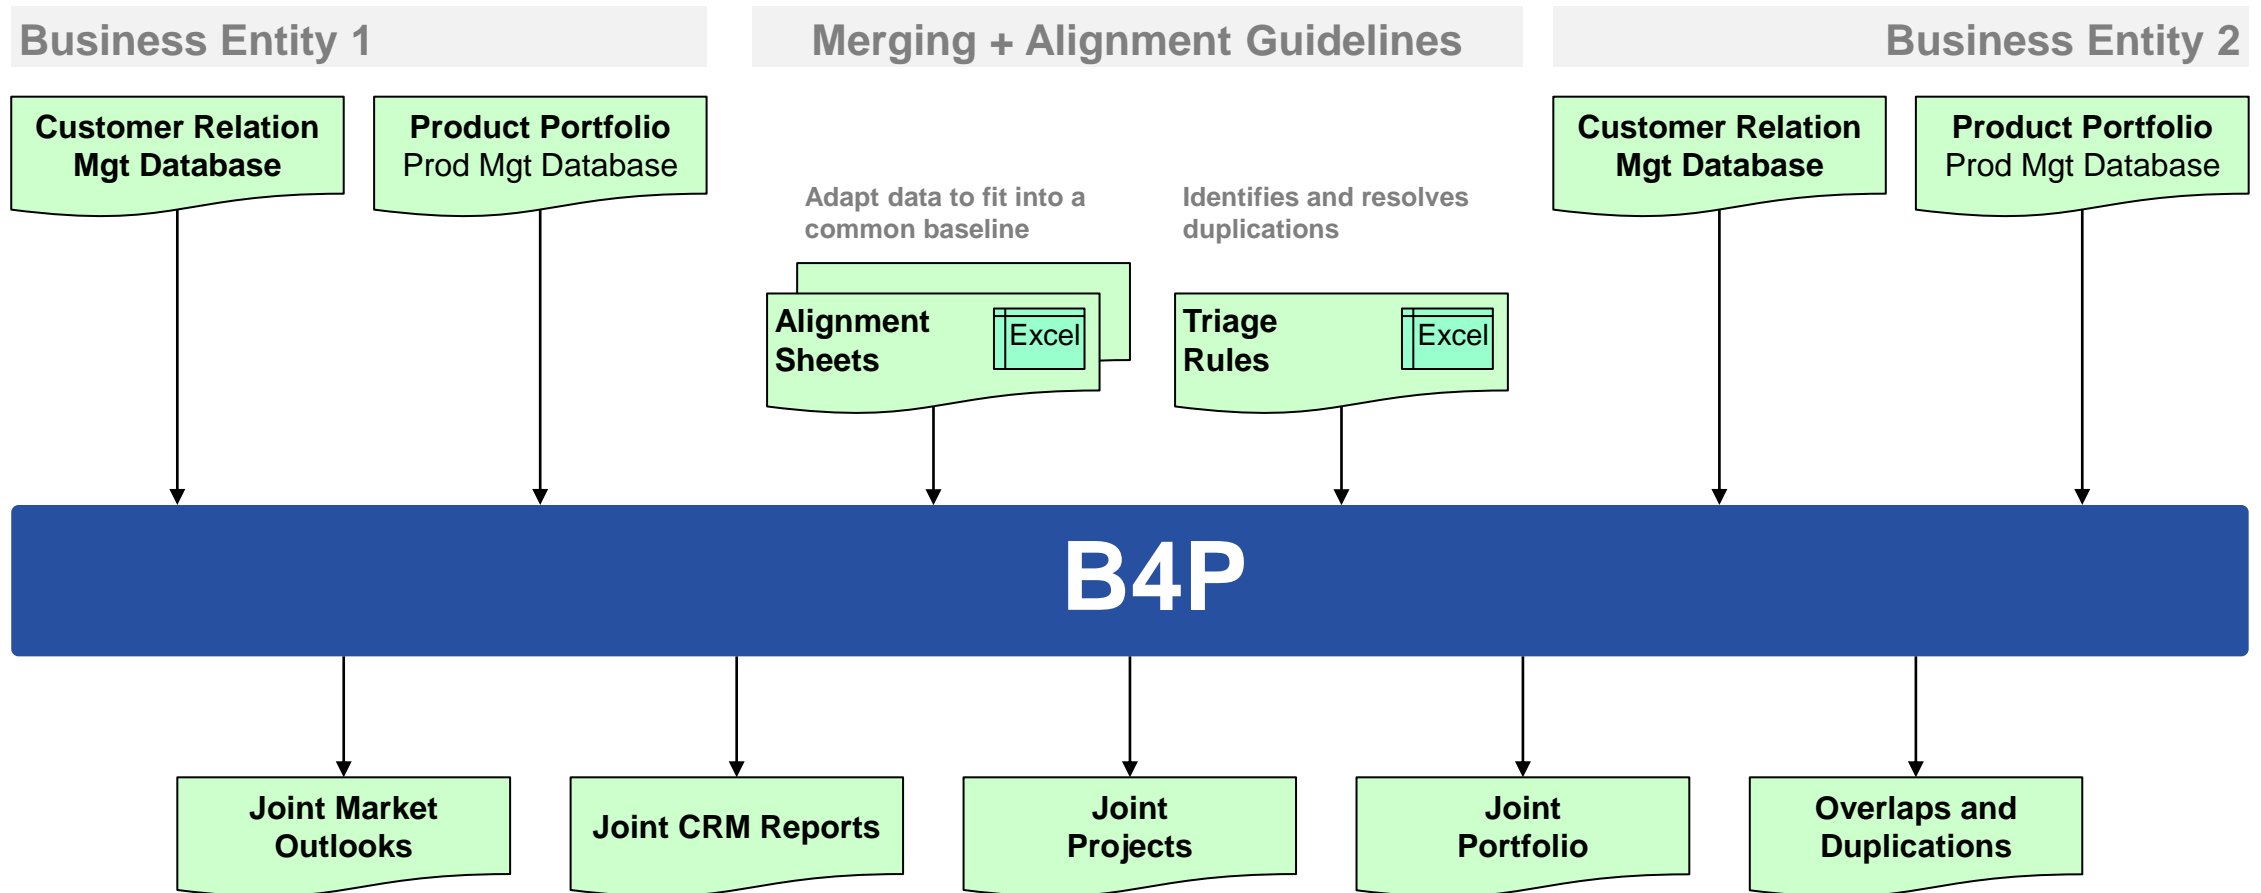 Business Entity 1
Merging + Alignment Guidelines
Business Entity 2
Customer Relation
Mgt Database
Product Portfolio
Prod Mgt Database
Customer Relation
Mgt Database
Product Portfolio
Prod Mgt Database
Adapt data to fit into a
common baseline
Identifies and resolves
duplications
Alignment
Sheets
Excel
Triage
Rules
Excel
B4P
Joint Market
Outlooks
Joint CRM Reports
Joint
Projects
Joint
Portfolio
Overlaps and
Duplications